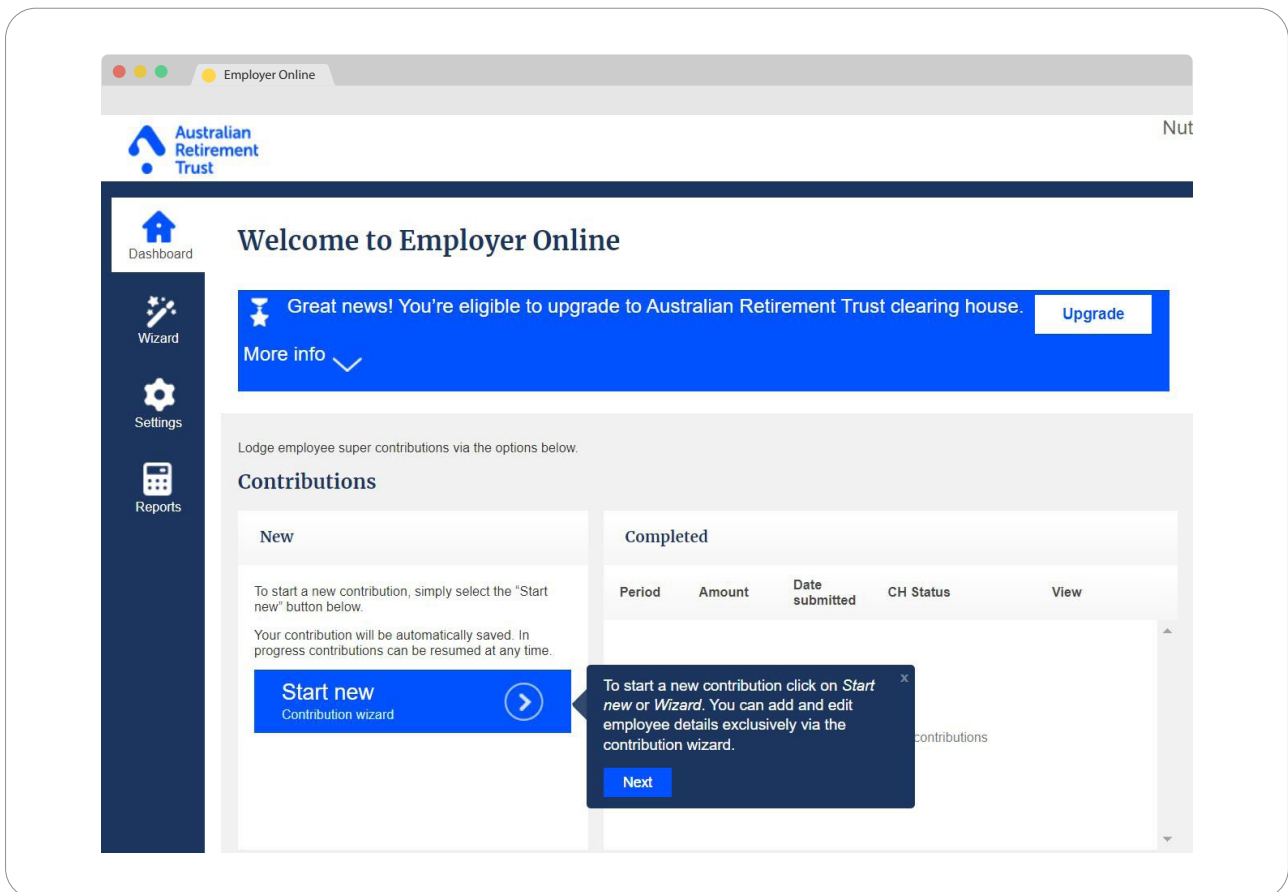 Employer Online
Australian
Retirement
Trust
Nut
Dashboard
Wizard
Settings
Reports
Welcome to Employer Online
Great news! You're eligible to upgrade to Australian Retirement Trust clearing house.
Upgrade
More info
Lodge employee super contributions via the options below.
Contributions
New
To start a new contribution, simply select the "Start
new" button below.
Your contribution will be automatically saved. In
progress contributions can be resumed at any time.
Start new
Contribution wizard
Completed
Period Amount Date submitted CH Status View
To start a new contribution click on Start
new or Wizard. You can add and edit
employee details exclusively via the
contribution wizard.
x
Next
contributions